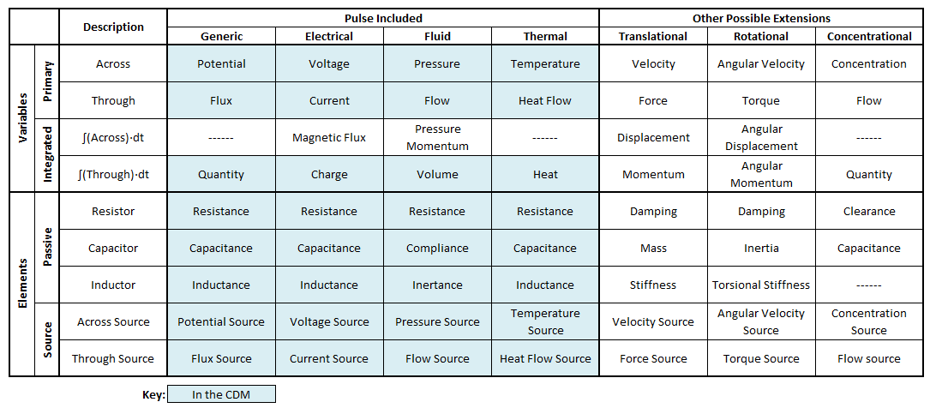 Description Pulse Included Other Possible Extensions
Generic Electrical Fluid Thermal Translational Rotational Concentrational
Variables
Primary
Across Potential Voltage Pressure Temperature Velocity Angular Velocity Concentration
Through Flux Current Flow Heat Flow Force Torque Flow
Integrated
∫(Across)·dt ------ Magnetic Flux Pressure Momentum ------ Displacement Angular Displacement ------
∫(Through)·dt Quantity Charge Volume Heat Momentum Angular Momentum Quantity
Elements
Passive
Resistor Resistance Resistance Resistance Resistance Damping Damping Clearance
Capacitor Capacitance Capacitance Compliance Capacitance Mass Inertia Capacitance
Inductor Inductance Inductance Inertance Inductance Stiffness Torsional Stiffness ------
Source
Across Source Potential Source Voltage Source Pressure Source Temperature Source Velocity Source Angular Velocity Source Concentration Source
Through Source Flux Source Current Source Flow Source Heat Flow Source Force Source Torque Source Flow source
Key: In the CDM